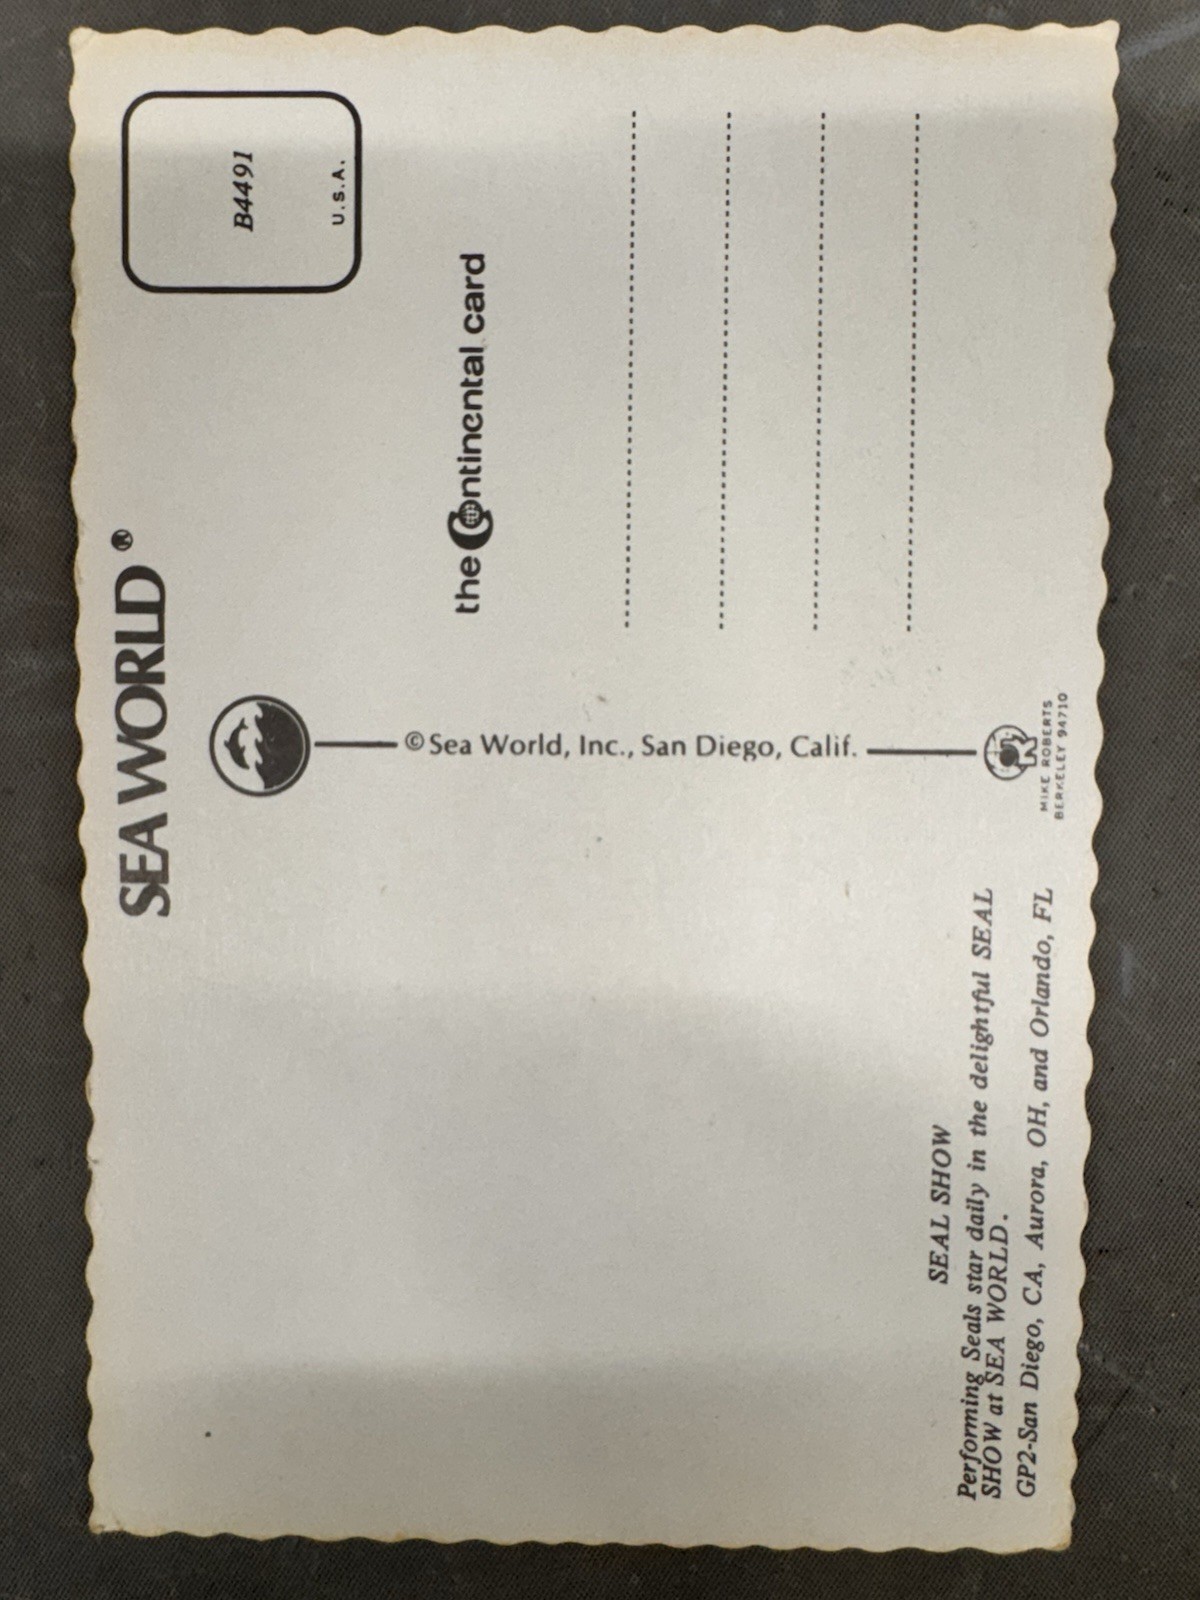 SEA WORLD ®
B4491
U.S.A.
the Continental card
© Sea World, Inc., San Diego, Calif.
MIKE ROBERTS
BERKELEY 94710
SEAL SHOW
Performing Seals star daily in the delightful SEAL
SHOW at SEA WORLD.
GP2-San Diego, CA, Aurora, OH, and Orlando, FL